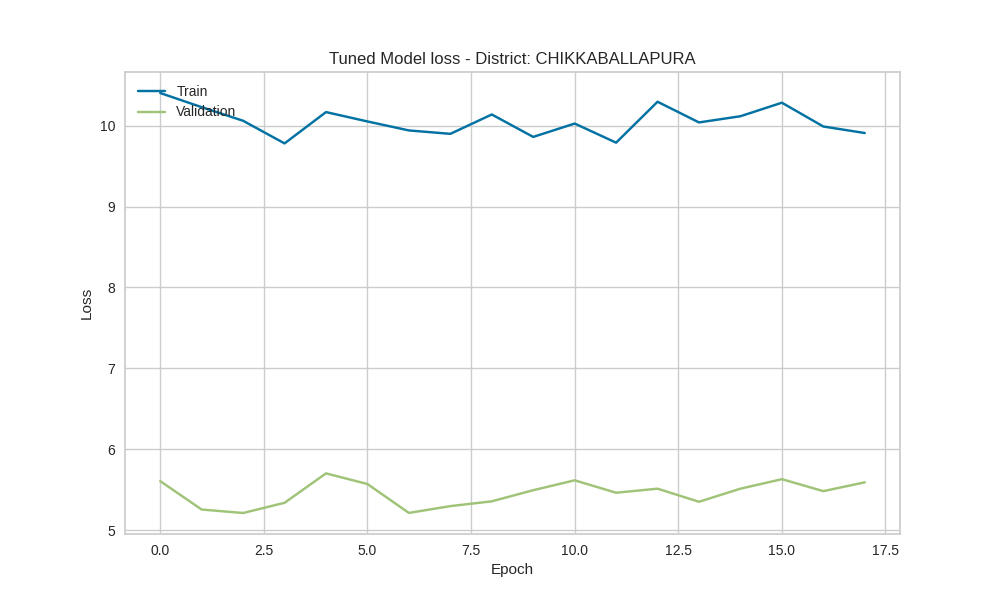 Tuned Model loss - District: CHIKKABALLAPURA
Train
Validation
10
9
8
7
6
5
Loss
0.0 2.5 5.0 7.5 10.0 12.5 15.0 17.5
Epoch